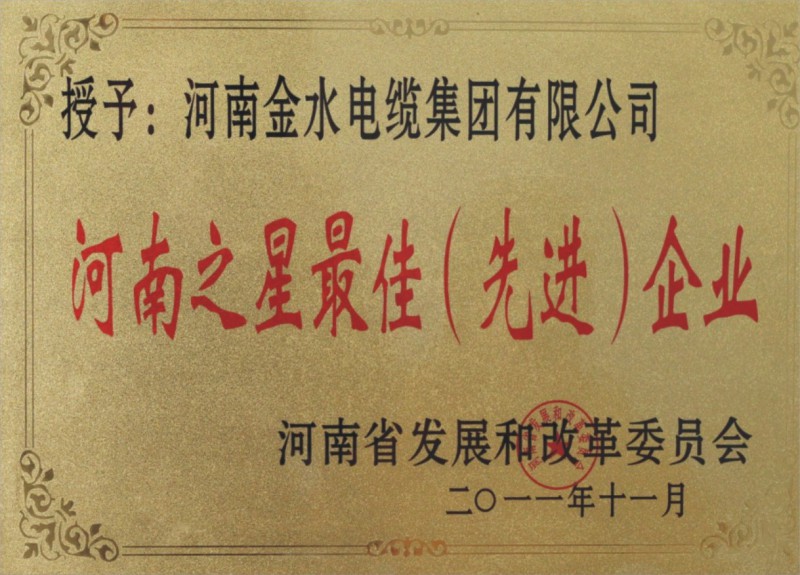 授予：河南金水电缆集团有限公司
河南之星最佳（先进）企业
河南省发展和改革委员会
二〇一一年十一月